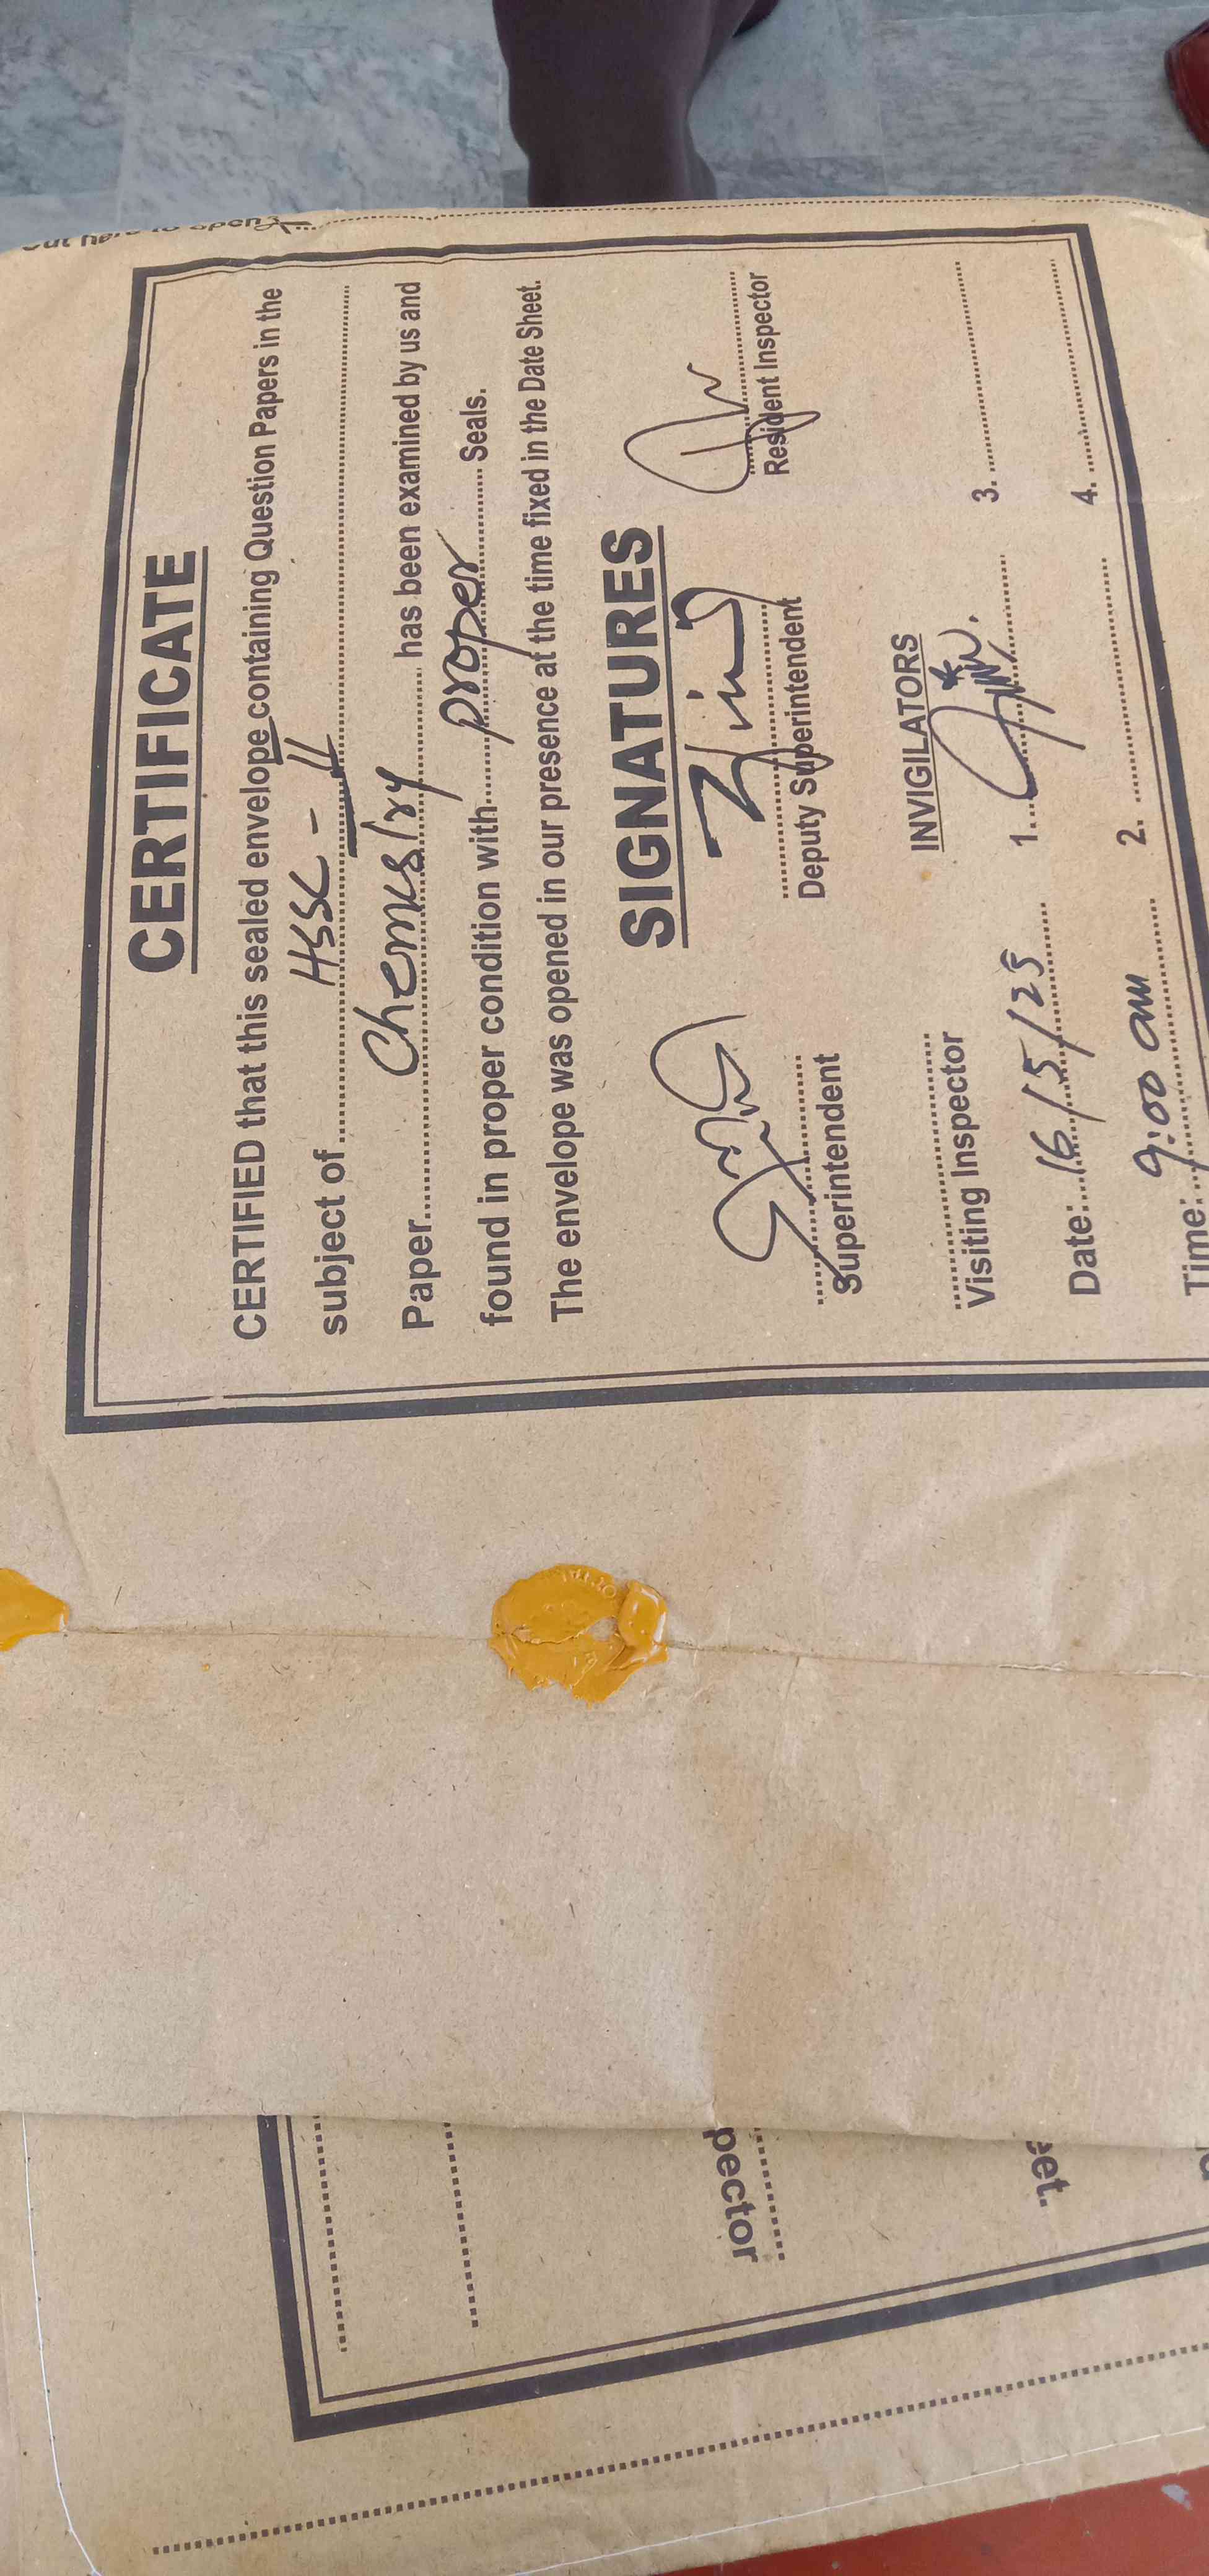 Cut here to open
CERTIFICATE
CERTIFIED that this sealed envelope containing Question Papers in the
subject of HSSC - II
Paper Chemistry has been examined by us and
found in proper condition with proper Seals.
The envelope was opened in our presence at the time fixed in the Date Sheet.
SIGNATURES
Superintendent Deputy Superintendent Resident Inspector
INVIGILATORS
Visiting Inspector 1. 3.
Date: 16/5/25 2. 4.
Time: 9:00 am
OFFICIAL
pector
eet.